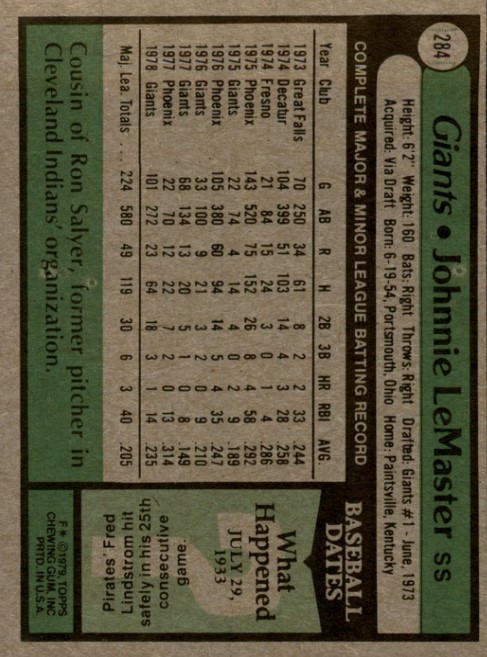 284
Giants • Johnnie LeMaster SS
Height: 6'2" Weight: 160 Bats: Right Throws: Right Drafted: Giants #1 - June, 1973
Acquired: Via Draft Born: 6-19-54, Portsmouth, Ohio Home: Paintsville, Kentucky
COMPLETE MAJOR & MINOR LEAGUE BATTING RECORD
Year Club G AB R H 2B 3B HR RBI AVG.
1973 Great Falls 70 250 34 61 8 2 2 33 .244
1974 Decatur 104 399 51 103 14 2 3 28 .258
1974 Fresno 21 84 15 24 3 0 1 4 .286
1975 Phoenix 143 520 75 152 26 8 4 58 .292
1975 Giants 22 74 4 14 4 0 2 9 .189
1976 Phoenix 105 380 60 94 14 5 4 35 .247
1976 Giants 33 100 9 21 3 2 0 9 .210
1977 Giants 68 134 13 20 5 1 0 8 .149
1977 Phoenix 22 70 12 22 7 2 0 13 .314
1978 Giants 101 272 23 64 18 3 1 14 .235
Maj. Lea. Totals . . . 224 580 49 119 30 6 3 40 .205
Cousin of Ron Salyer, former pitcher in
Cleveland Indians' organization.
BASEBALL
DATES
What
Happened
JULY 29,
1933
Pirates' Fred
Lindstrom hit
safely in his 25th
consecutive
game.
F* © 1979, TOPPS
CHEWING GUM, INC
PRTD. IN U.S.A.